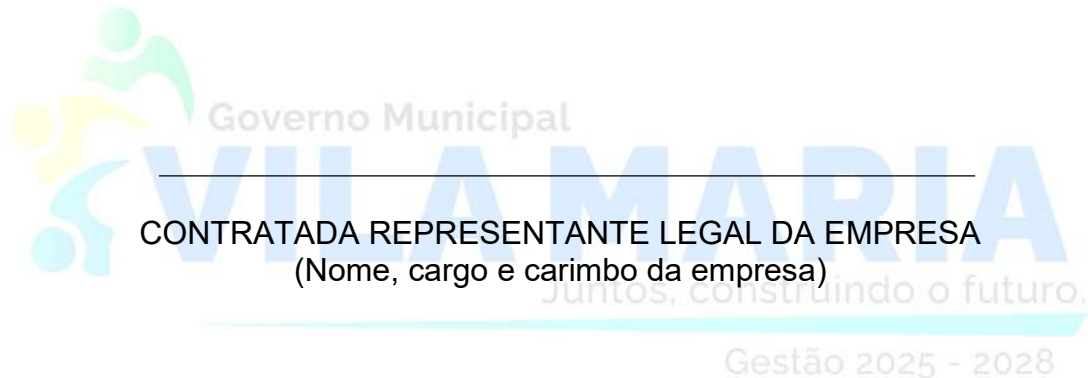 Governo Municipal
VILA MARIA
CONTRATADA REPRESENTANTE LEGAL DA EMPRESA
(Nome, cargo e carimbo da empresa)
Juntos, construindo o futuro.
Gestão 2025 - 2028